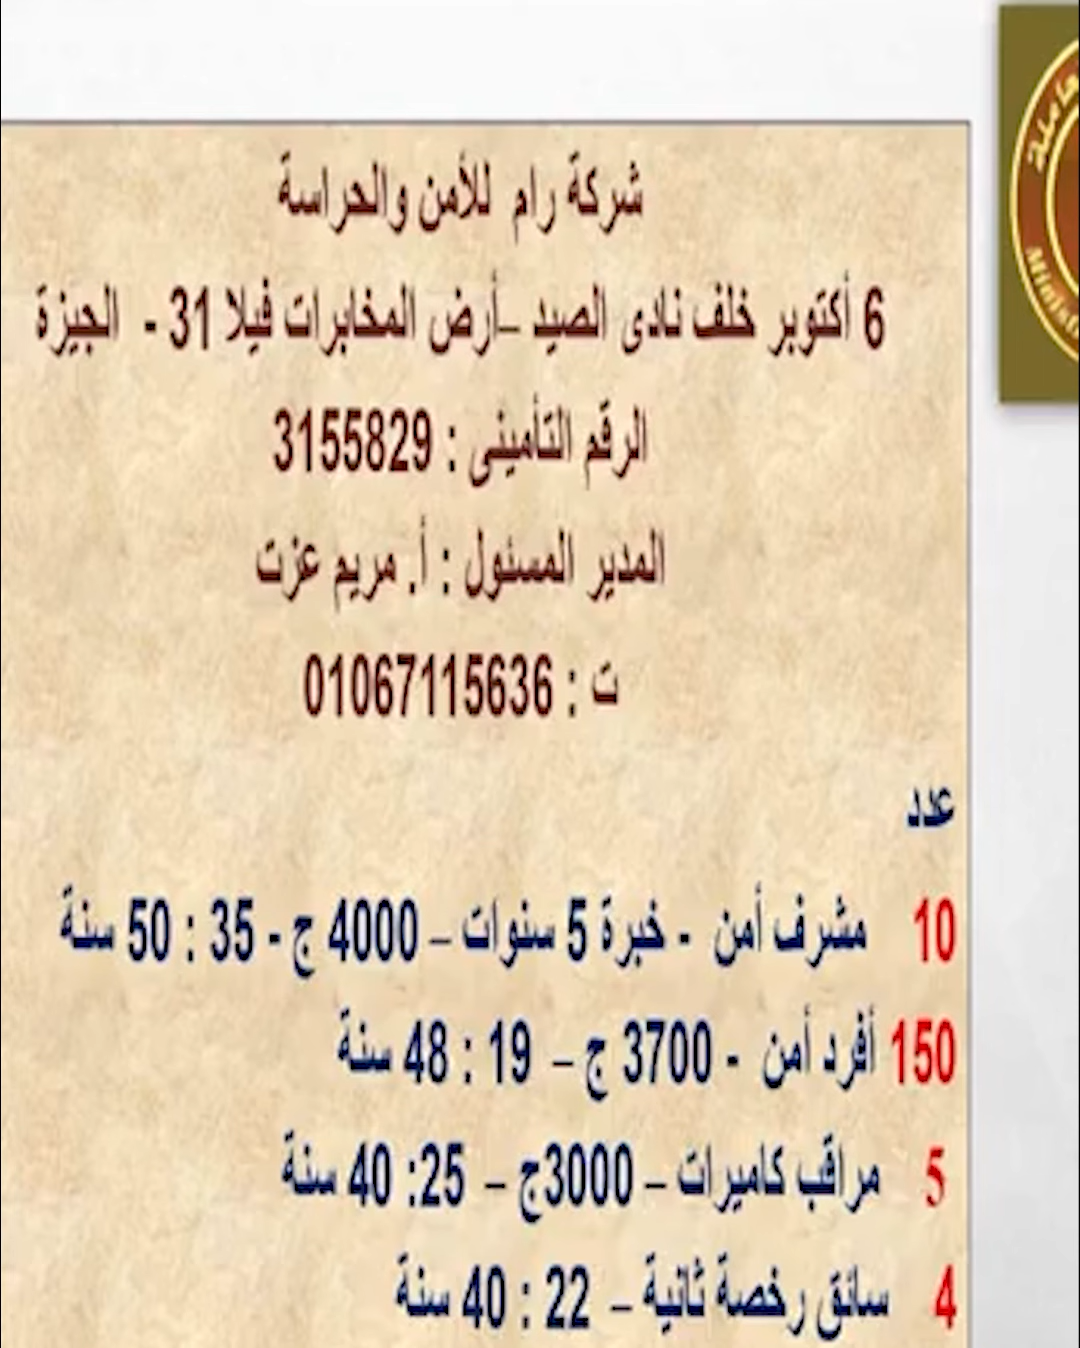 شركة رام للأمن والحراسة
6 أكتوبر خلف نادى الصيد –أرض المخابرات فيلا 31 - الجيزة
الرقم التأمينى : 3155829
المدير المسئول : أ. مريم عزت
ت : 01067115636
عدد
10 مشرف أمن - خبرة 5 سنوات – 4000 ج - 35 : 50 سنة
150 أفرد أمن - 3700 ج – 19 : 48 سنة
5 مراقب كاميرات – 3000ج – 25: 40 سنة
4 سائق رخصة ثانية – 22 : 40 سنة